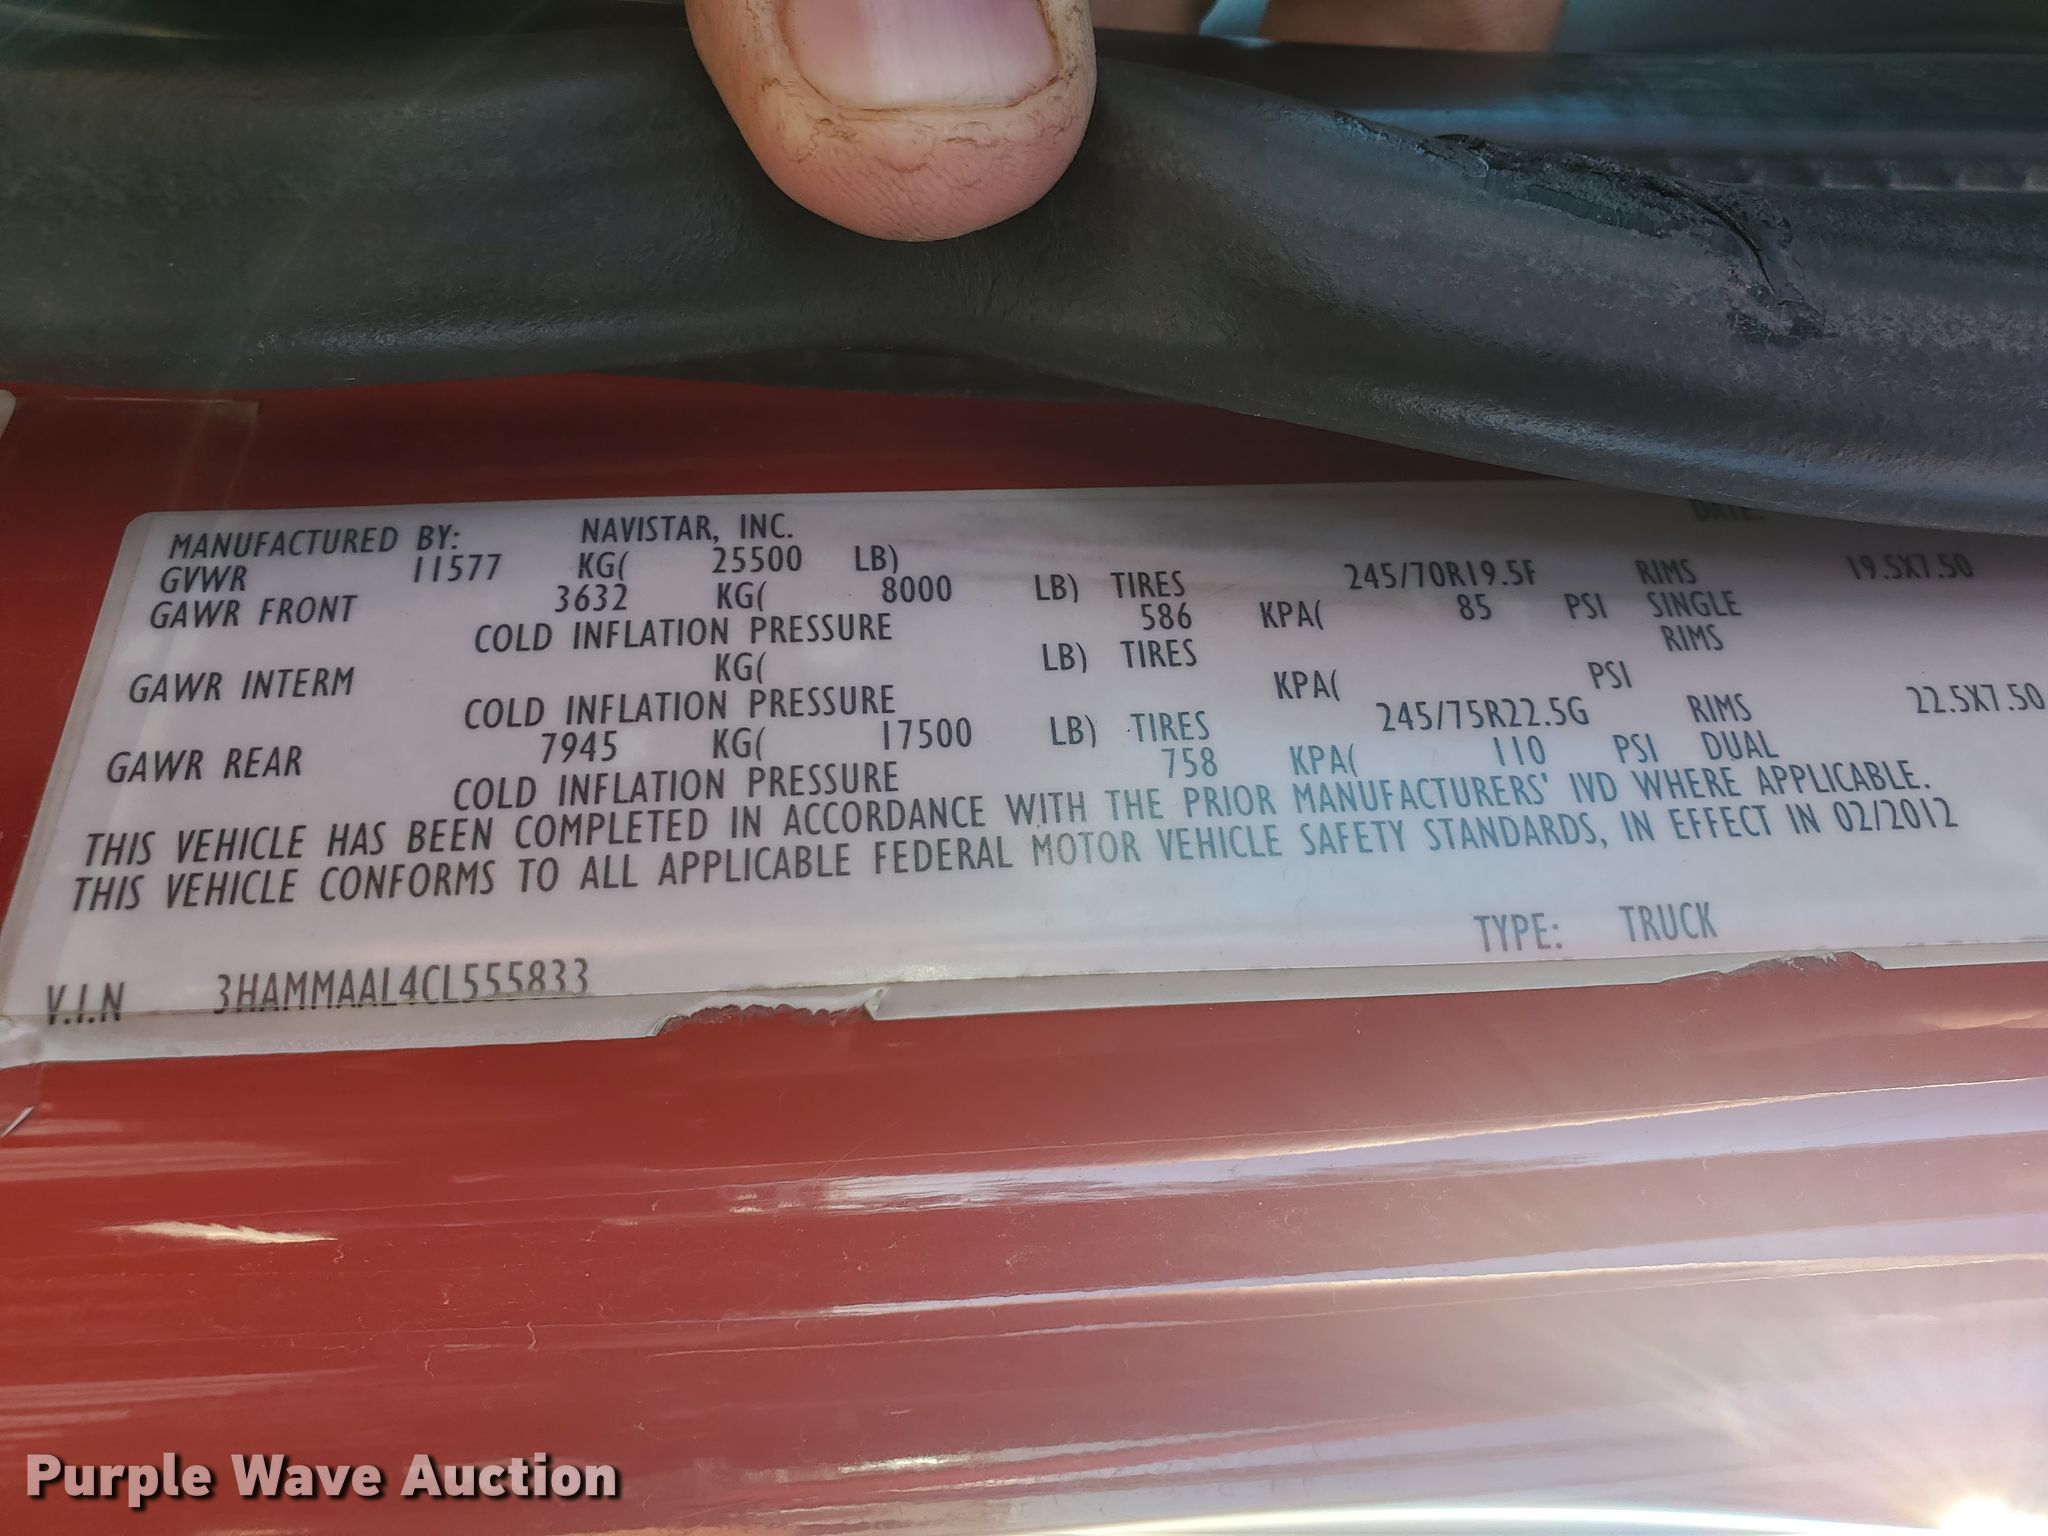 MANUFACTURED BY: NAVISTAR, INC. DATE:
GVWR 11577 KG( 25500 LB)
GAWR FRONT 3632 KG( 8000 LB) TIRES 245/70R19.5F RIMS 19.5X7.50
COLD INFLATION PRESSURE 586 KPA( 85 PSI SINGLE
GAWR INTERM KG( LB) TIRES RIMS
COLD INFLATION PRESSURE KPA( PSI
GAWR REAR 7945 KG( 17500 LB) TIRES 245/75R22.5G RIMS 22.5X7.50
COLD INFLATION PRESSURE 758 KPA( 110 PSI DUAL
THIS VEHICLE HAS BEEN COMPLETED IN ACCORDANCE WITH THE PRIOR MANUFACTURERS' IVD WHERE APPLICABLE.
THIS VEHICLE CONFORMS TO ALL APPLICABLE FEDERAL MOTOR VEHICLE SAFETY STANDARDS, IN EFFECT IN 02/2012
V.I.N 3HAMMAAL4CL555833 TYPE: TRUCK
Purple Wave Auction